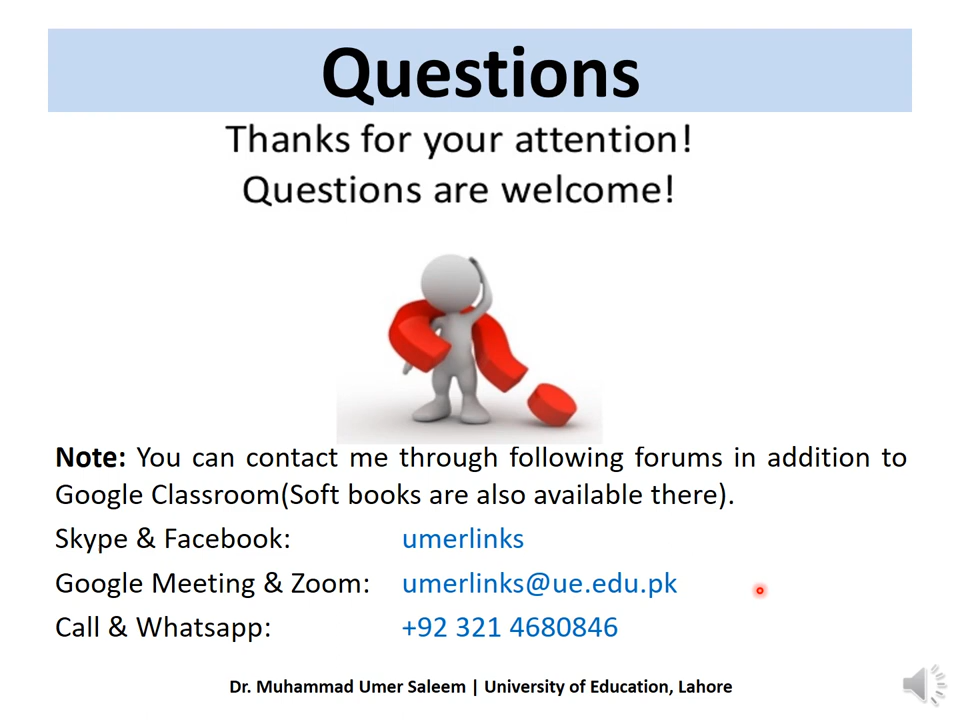 Questions
Thanks for your attention!
Questions are welcome!
Note: You can contact me through following forums in addition to
Google Classroom(Soft books are also available there).
Skype & Facebook: umerlinks
Google Meeting & Zoom: umerlinks@ue.edu.pk
Call & Whatsapp: +92 321 4680846
Dr. Muhammad Umer Saleem | University of Education, Lahore